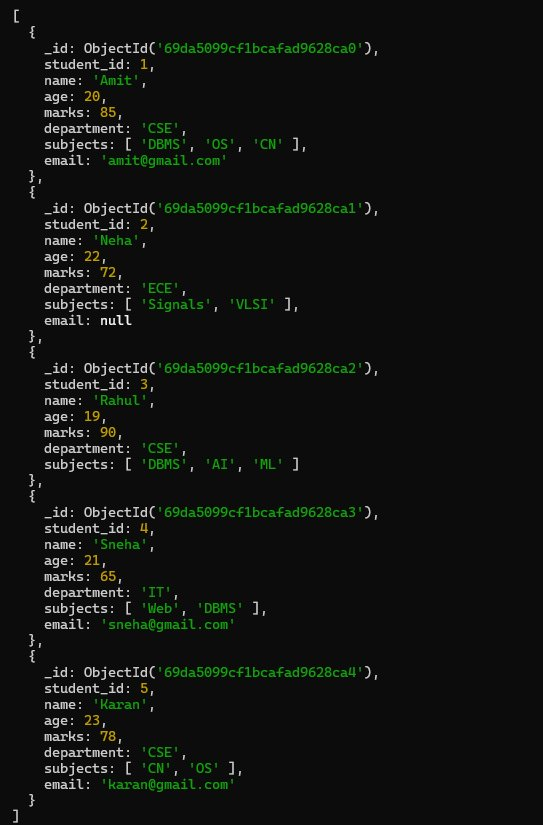 [
  {
    _id: ObjectId('69da5099cf1bcafad9628ca0'),
    student_id: 1,
    name: 'Amit',
    age: 20,
    marks: 85,
    department: 'CSE',
    subjects: [ 'DBMS', 'OS', 'CN' ],
    email: 'amit@gmail.com'
  },
  {
    _id: ObjectId('69da5099cf1bcafad9628ca1'),
    student_id: 2,
    name: 'Neha',
    age: 22,
    marks: 72,
    department: 'ECE',
    subjects: [ 'Signals', 'VLSI' ],
    email: null
  },
  {
    _id: ObjectId('69da5099cf1bcafad9628ca2'),
    student_id: 3,
    name: 'Rahul',
    age: 19,
    marks: 90,
    department: 'CSE',
    subjects: [ 'DBMS', 'AI', 'ML' ]
  },
  {
    _id: ObjectId('69da5099cf1bcafad9628ca3'),
    student_id: 4,
    name: 'Sneha',
    age: 21,
    marks: 65,
    department: 'IT',
    subjects: [ 'Web', 'DBMS' ],
    email: 'sneha@gmail.com'
  },
  {
    _id: ObjectId('69da5099cf1bcafad9628ca4'),
    student_id: 5,
    name: 'Karan',
    age: 23,
    marks: 78,
    department: 'CSE',
    subjects: [ 'CN', 'OS' ],
    email: 'karan@gmail.com'
  }
]